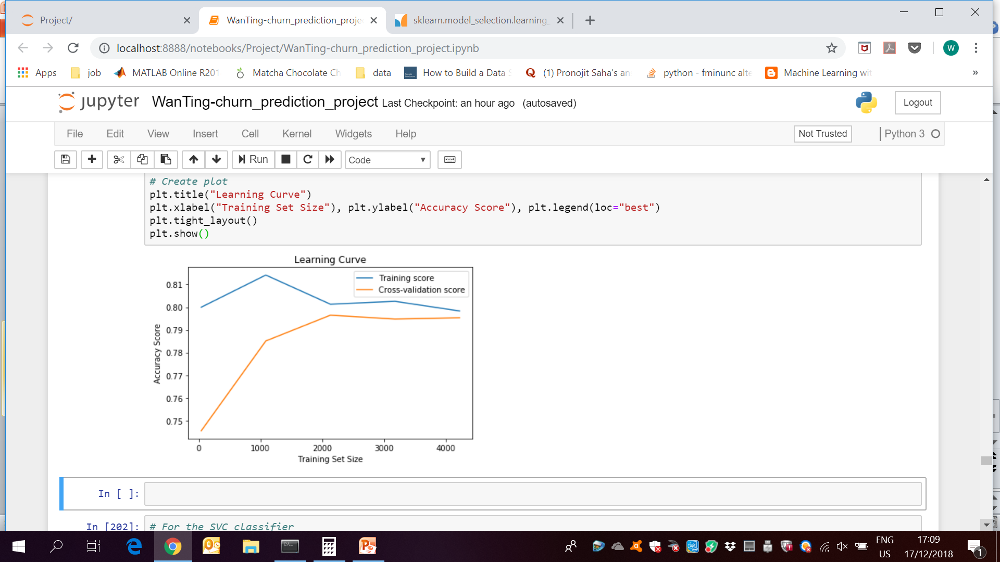 Project/
WanTing-churn_prediction_proje
sklearn.model_selection.learning_
localhost:8888/notebooks/Project/WanTing-churn_prediction_project.ipynb
W
Apps
job
MATLAB Online R201
Matcha Chocolate Ch
data
How to Build a Data S
(1) Pronojit Saha's an
python - fminunc alte
Machine Learning wit
»
jupyter WanTing-churn_prediction_project Last Checkpoint: an hour ago (autosaved)
Logout
File Edit View Insert Cell Kernel Widgets Help
Not Trusted
Python 3
Run
Code
# Create plot
plt.title("Learning Curve")
plt.xlabel("Training Set Size"), plt.ylabel("Accuracy Score"), plt.legend(loc="best")
plt.tight_layout()
plt.show()
Learning Curve
Training score
Cross-validation score
0.81
0.80
0.79
0.78
0.77
0.76
0.75
Accuracy Score
0 1000 2000 3000 4000
Training Set Size
In [ ]:
In [202]:
# For the SVC classifier
ENG
US
17:09
17/12/2018
1